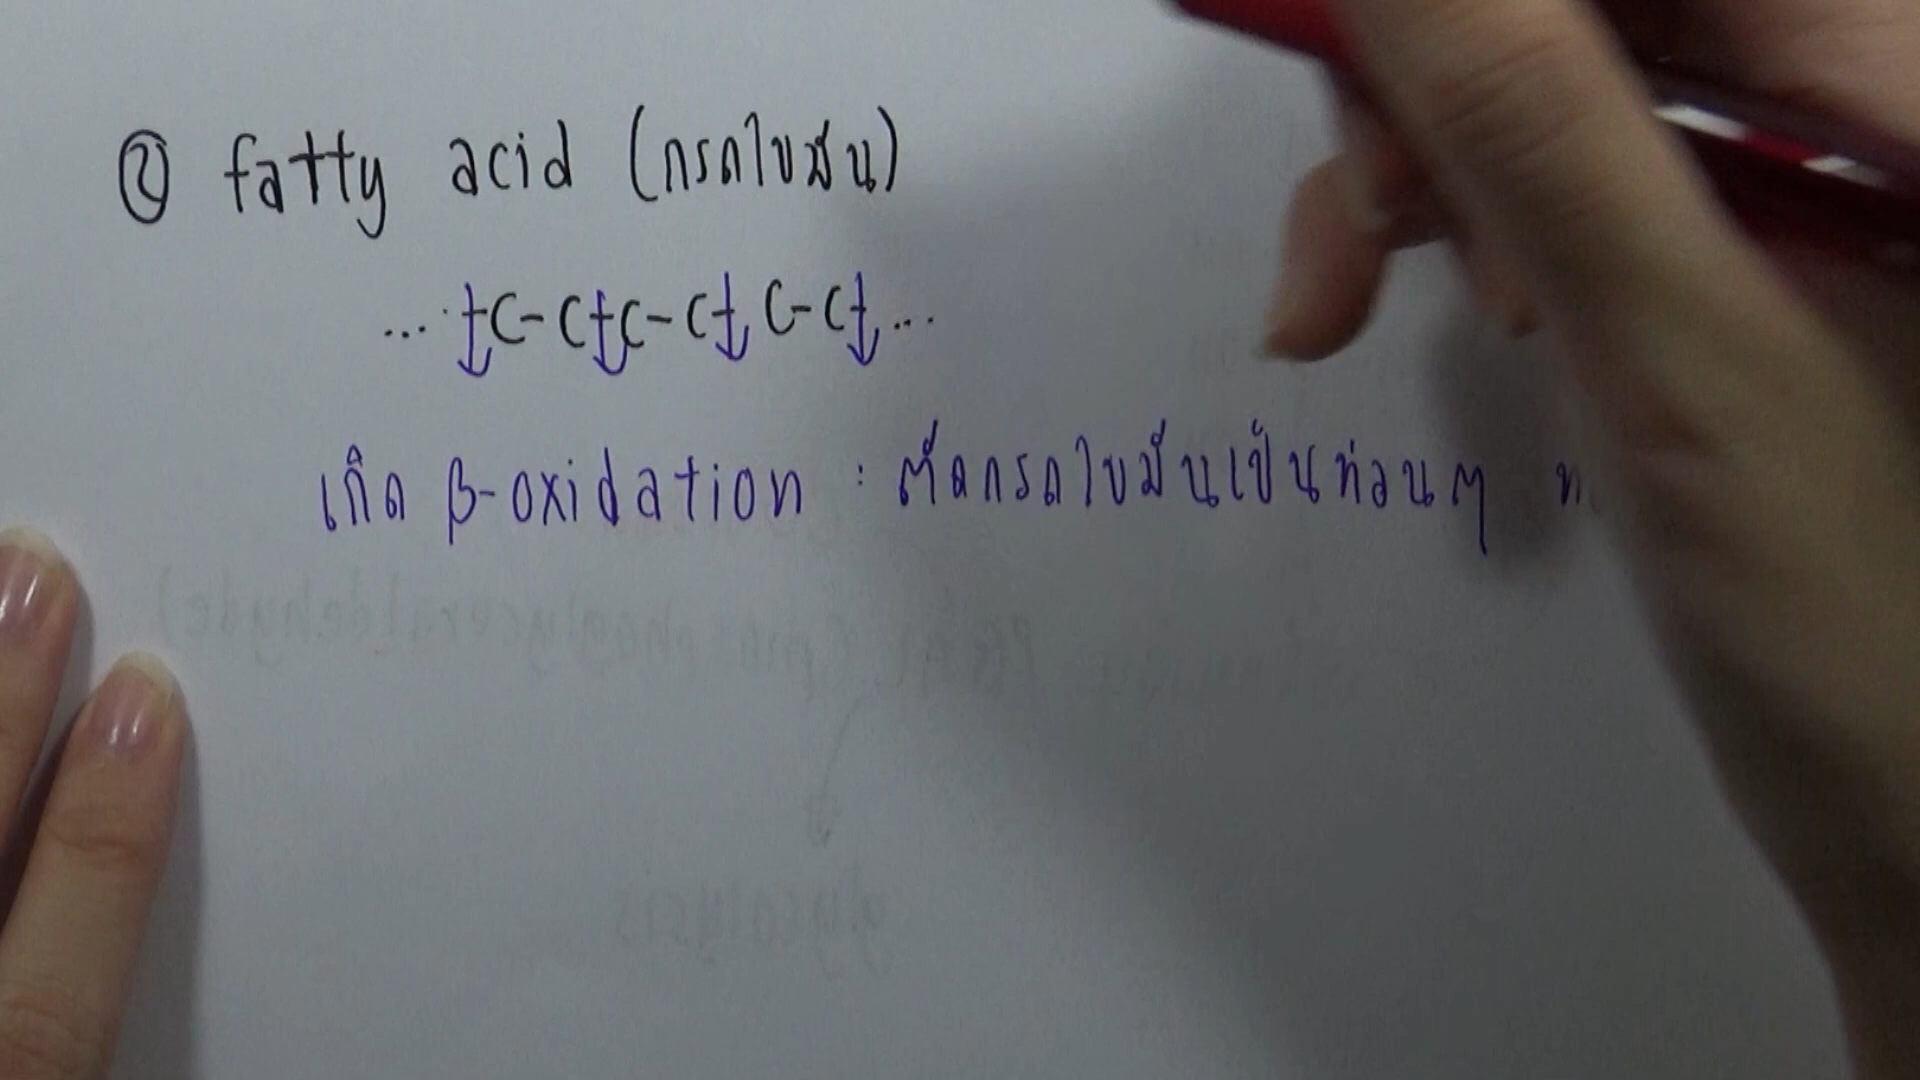 ② fatty acid (กรดไขมัน)
... C-C C-C C-C ...
เกิด β-oxidation : ตัดกรดไขมันเป็นท่อนๆ
glycolysis